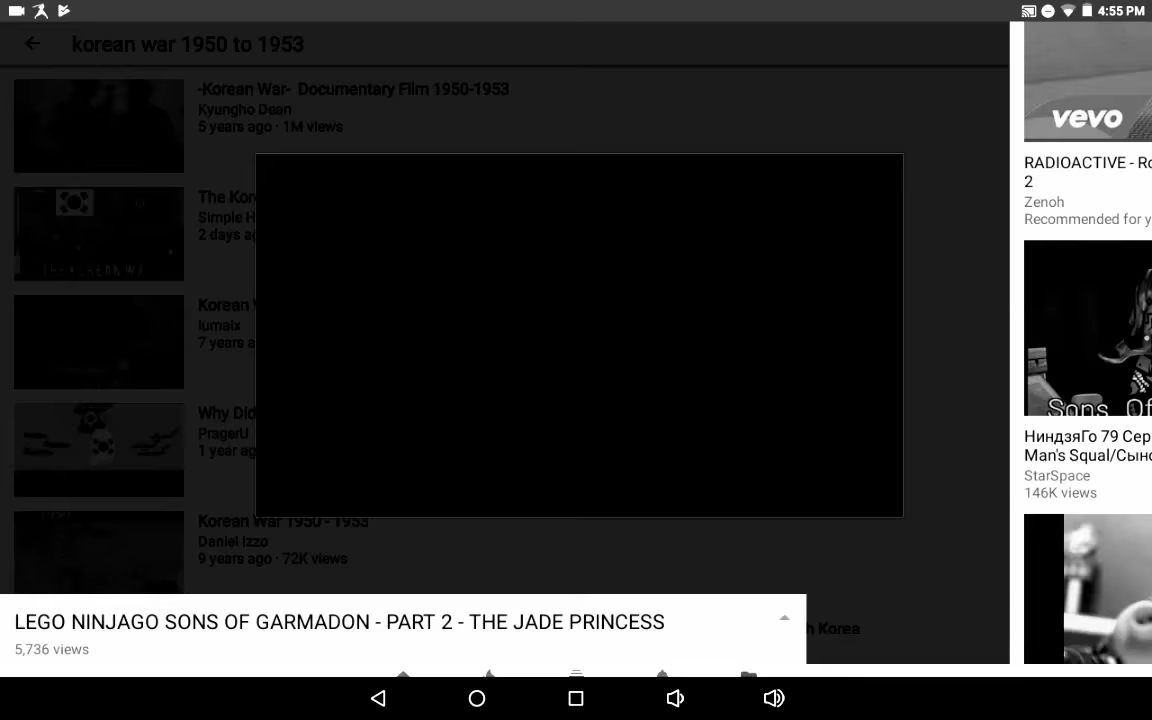 4:55 PM
korean war 1950 to 1953
-Korean War- Documentary Film 1950-1953
Kyungho Dean
5 years ago · 1M views
The Kor
Simple H
2 days ag
THE KOREAN WA
Korean W
lumaix
7 years a
Why Did
PragerU
1 year ag
Korean War 1950 - 1953
Daniel Izzo
9 years ago · 72K views
h Korea
LEGO NINJAGO SONS OF GARMADON - PART 2 - THE JADE PRINCESS
5,736 views
vevo
RADIOACTIVE - Ro
2
Zenoh
Recommended for y
Sons Of
НиндзяГо 79 Сер
Man's Squal/Сыно
StarSpace
146K views